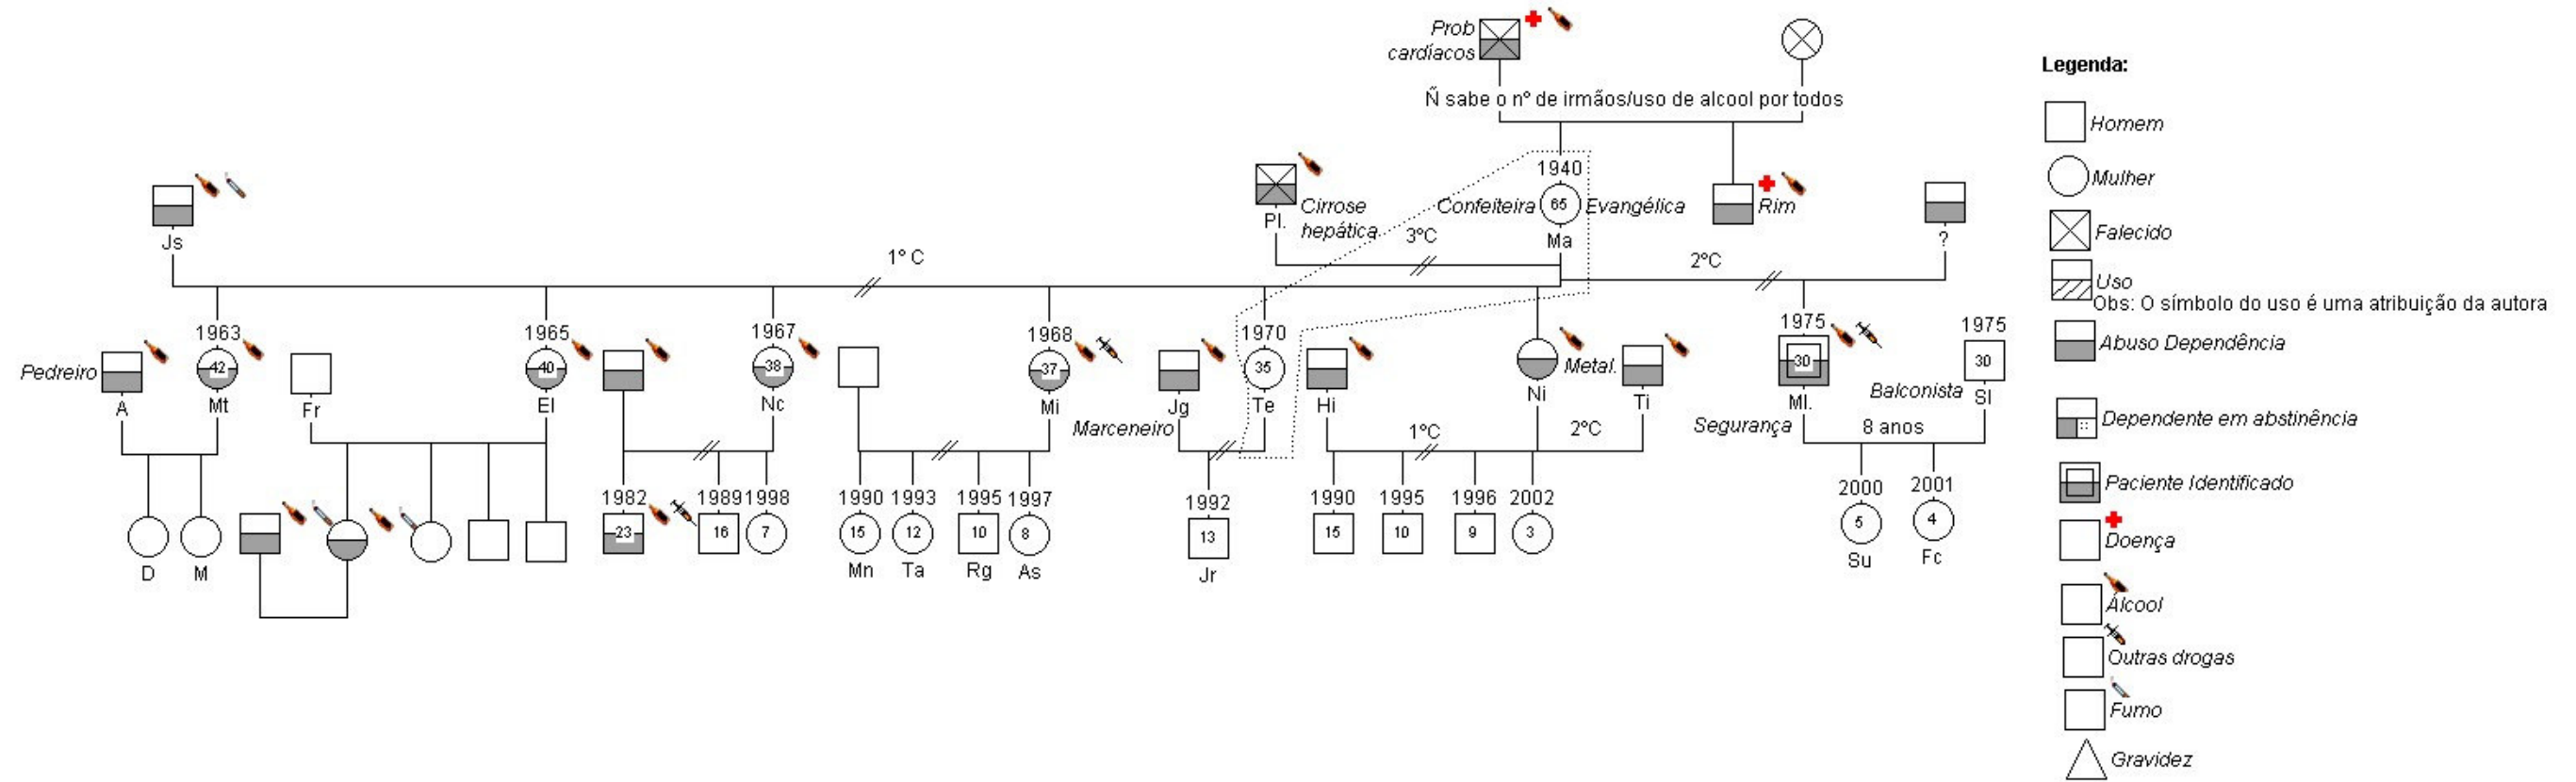 Prob
cardíacos
Ñ sabe o nº de irmãos/uso de alcool por todos
1940
Confeiteira
65
Evangélica
Ma
Pl.
Cirrose
hepática
3ºC
Rim
?
2ºC
Js
1º C
1963
42
Mt
Pedreiro
A
Fr
1965
40
El
1967
38
Nc
1968
37
Mi
Jg
Marceneiro
1970
35
Te
Hi
Ni
Metal.
Ti
1ºC
2ºC
1975
30
Ml.
Segurança
Balconista
1975
30
Sl
8 anos
D
M
1982
23
1989
16
1998
7
1990
15
Mn
1993
12
Ta
1995
10
Rg
1997
8
As
1992
13
Jr
1990
15
1995
10
1996
9
2002
3
2000
5
Su
2001
4
Fc
Legenda:
Homem
Mulher
Falecido
Uso
Obs: O símbolo do uso é uma atribuição da autora
Abuso Dependência
Dependente em abstinência
Paciente Identificado
Doença
Álcool
Outras drogas
Fumo
Gravidez